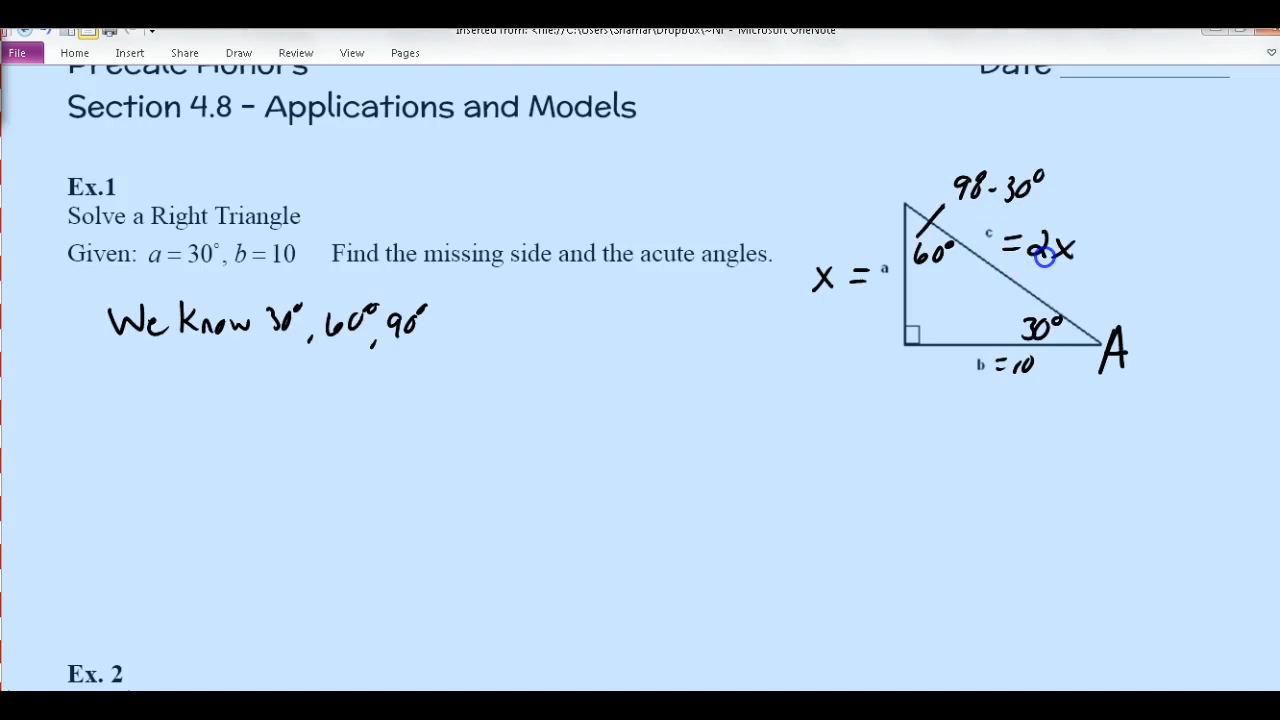 Inserted from: <file://C:\Users\Shamai\Dropbox\~NI - Microsoft OneNote
File Home Insert Share Draw Review View Pages
Precalc Honors Date
Section 4.8 - Applications and Models
Ex.1
Solve a Right Triangle
Given: a = 30°, b = 10 Find the missing side and the acute angles.
We know 30°, 60°, 90°
98 - 30°
60°
c = 2x
x = a
30°
A
b = 10
Ex. 2